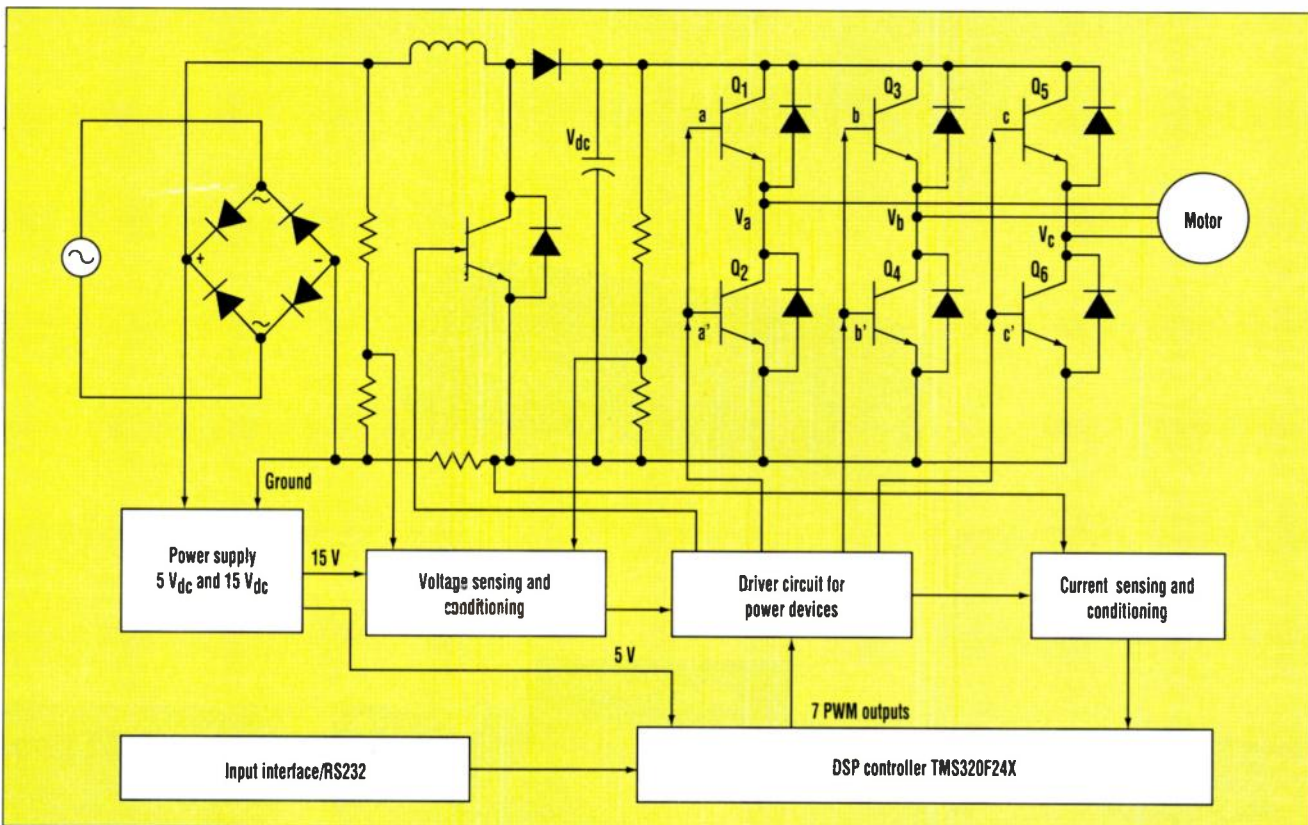 Q1
Q3
Q5
a
b
c
Vdc
~
~
+
−
Va
Vb
Vc
Motor
Q2
Q4
Q6
a'
b'
c'
Ground
Power supply
5 Vdc and 15 Vdc
15 V
Voltage sensing and
conditioning
Driver circuit for
power devices
Current sensing and
conditioning
5 V
7 PWM outputs
Input interface/RS232
DSP controller TMS320F24X